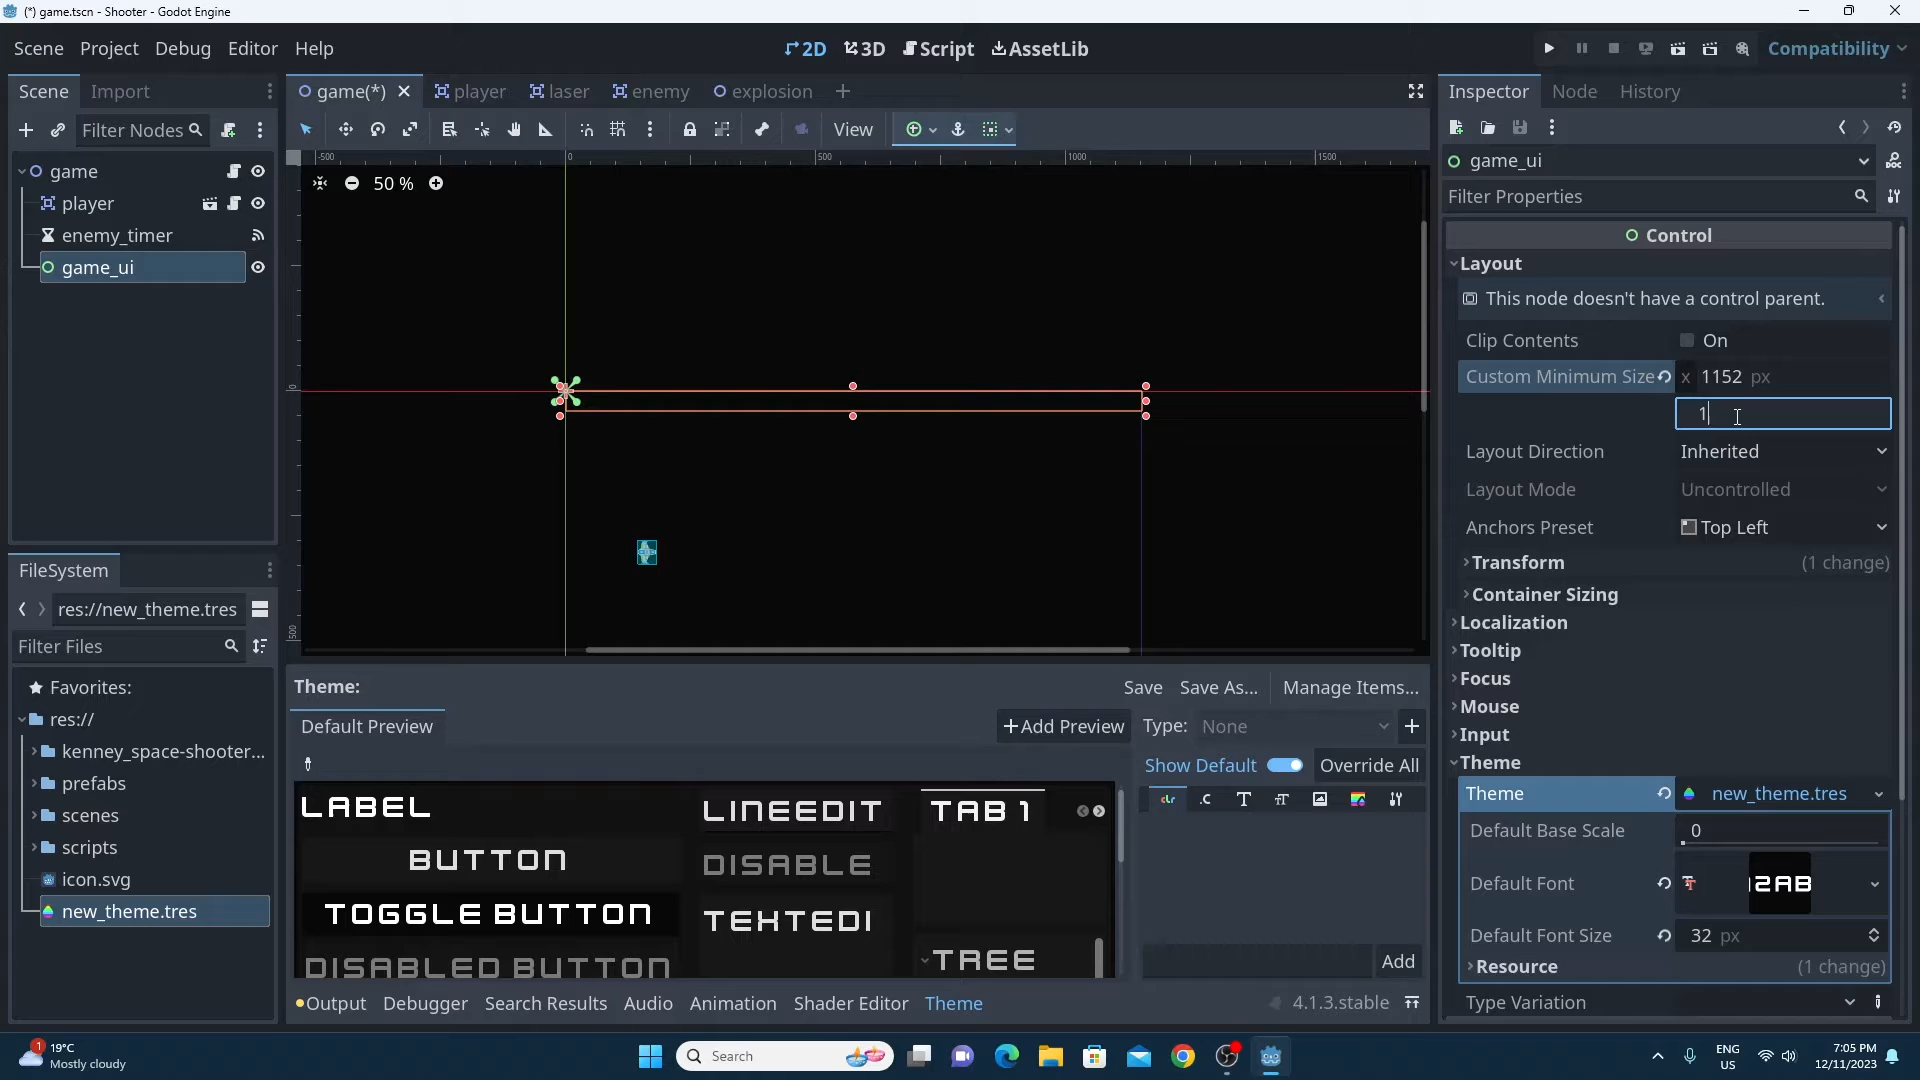 (*) game.tscn - Shooter - Godot Engine
Scene Project Debug Editor Help
2D 3D Script AssetLib
Compatibility
Scene Import
game(*) player laser enemy explosion
Inspector Node History
Filter Nodes
View
game_ui
Filter Properties
game
player
enemy_timer
game_ui
-500 0 500 1000 1500
50 %
0
500
Control
Layout
This node doesn't have a control parent.
Clip Contents On
Custom Minimum Size x 1152 px
1
Layout Direction Inherited
Layout Mode Uncontrolled
Anchors Preset Top Left
Transform (1 change)
Container Sizing
Localization
Tooltip
Focus
Mouse
Input
Theme
Theme new_theme.tres
Default Base Scale 0
Default Font 12AB
Default Font Size 32 px
Resource (1 change)
Type Variation
FileSystem
res://new_theme.tres
Filter Files
Favorites:
res://
kenney_space-shooter...
prefabs
scenes
scripts
icon.svg
new_theme.tres
Theme: Save Save As... Manage Items...
Default Preview +Add Preview Type: None
Show Default Override All
LABEL
BUTTON
TOGGLE BUTTON
DISABLED BUTTON
LINEEDIT
DISABLE
TEXTEDI
TAB 1
TREE
Add
Output Debugger Search Results Audio Animation Shader Editor Theme 4.1.3.stable
1
19°C
Mostly cloudy
Search
ENG
US
7:05 PM
12/11/2023